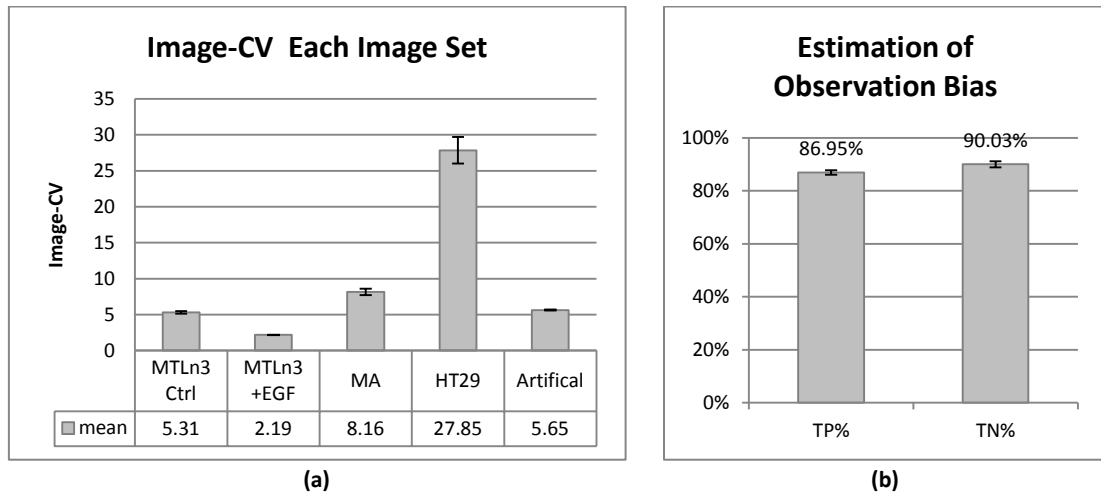 Image-CV Each Image Set
35
30
25
20
15
10
5
0
Image-CV
MTLn3 Ctrl
MTLn3 +EGF
MA
HT29
Artifical
mean 5.31 2.19 8.16 27.85 5.65
(a)
Estimation of
Observation Bias
100%
80%
60%
40%
20%
0%
86.95%
90.03%
TP%
TN%
(b)